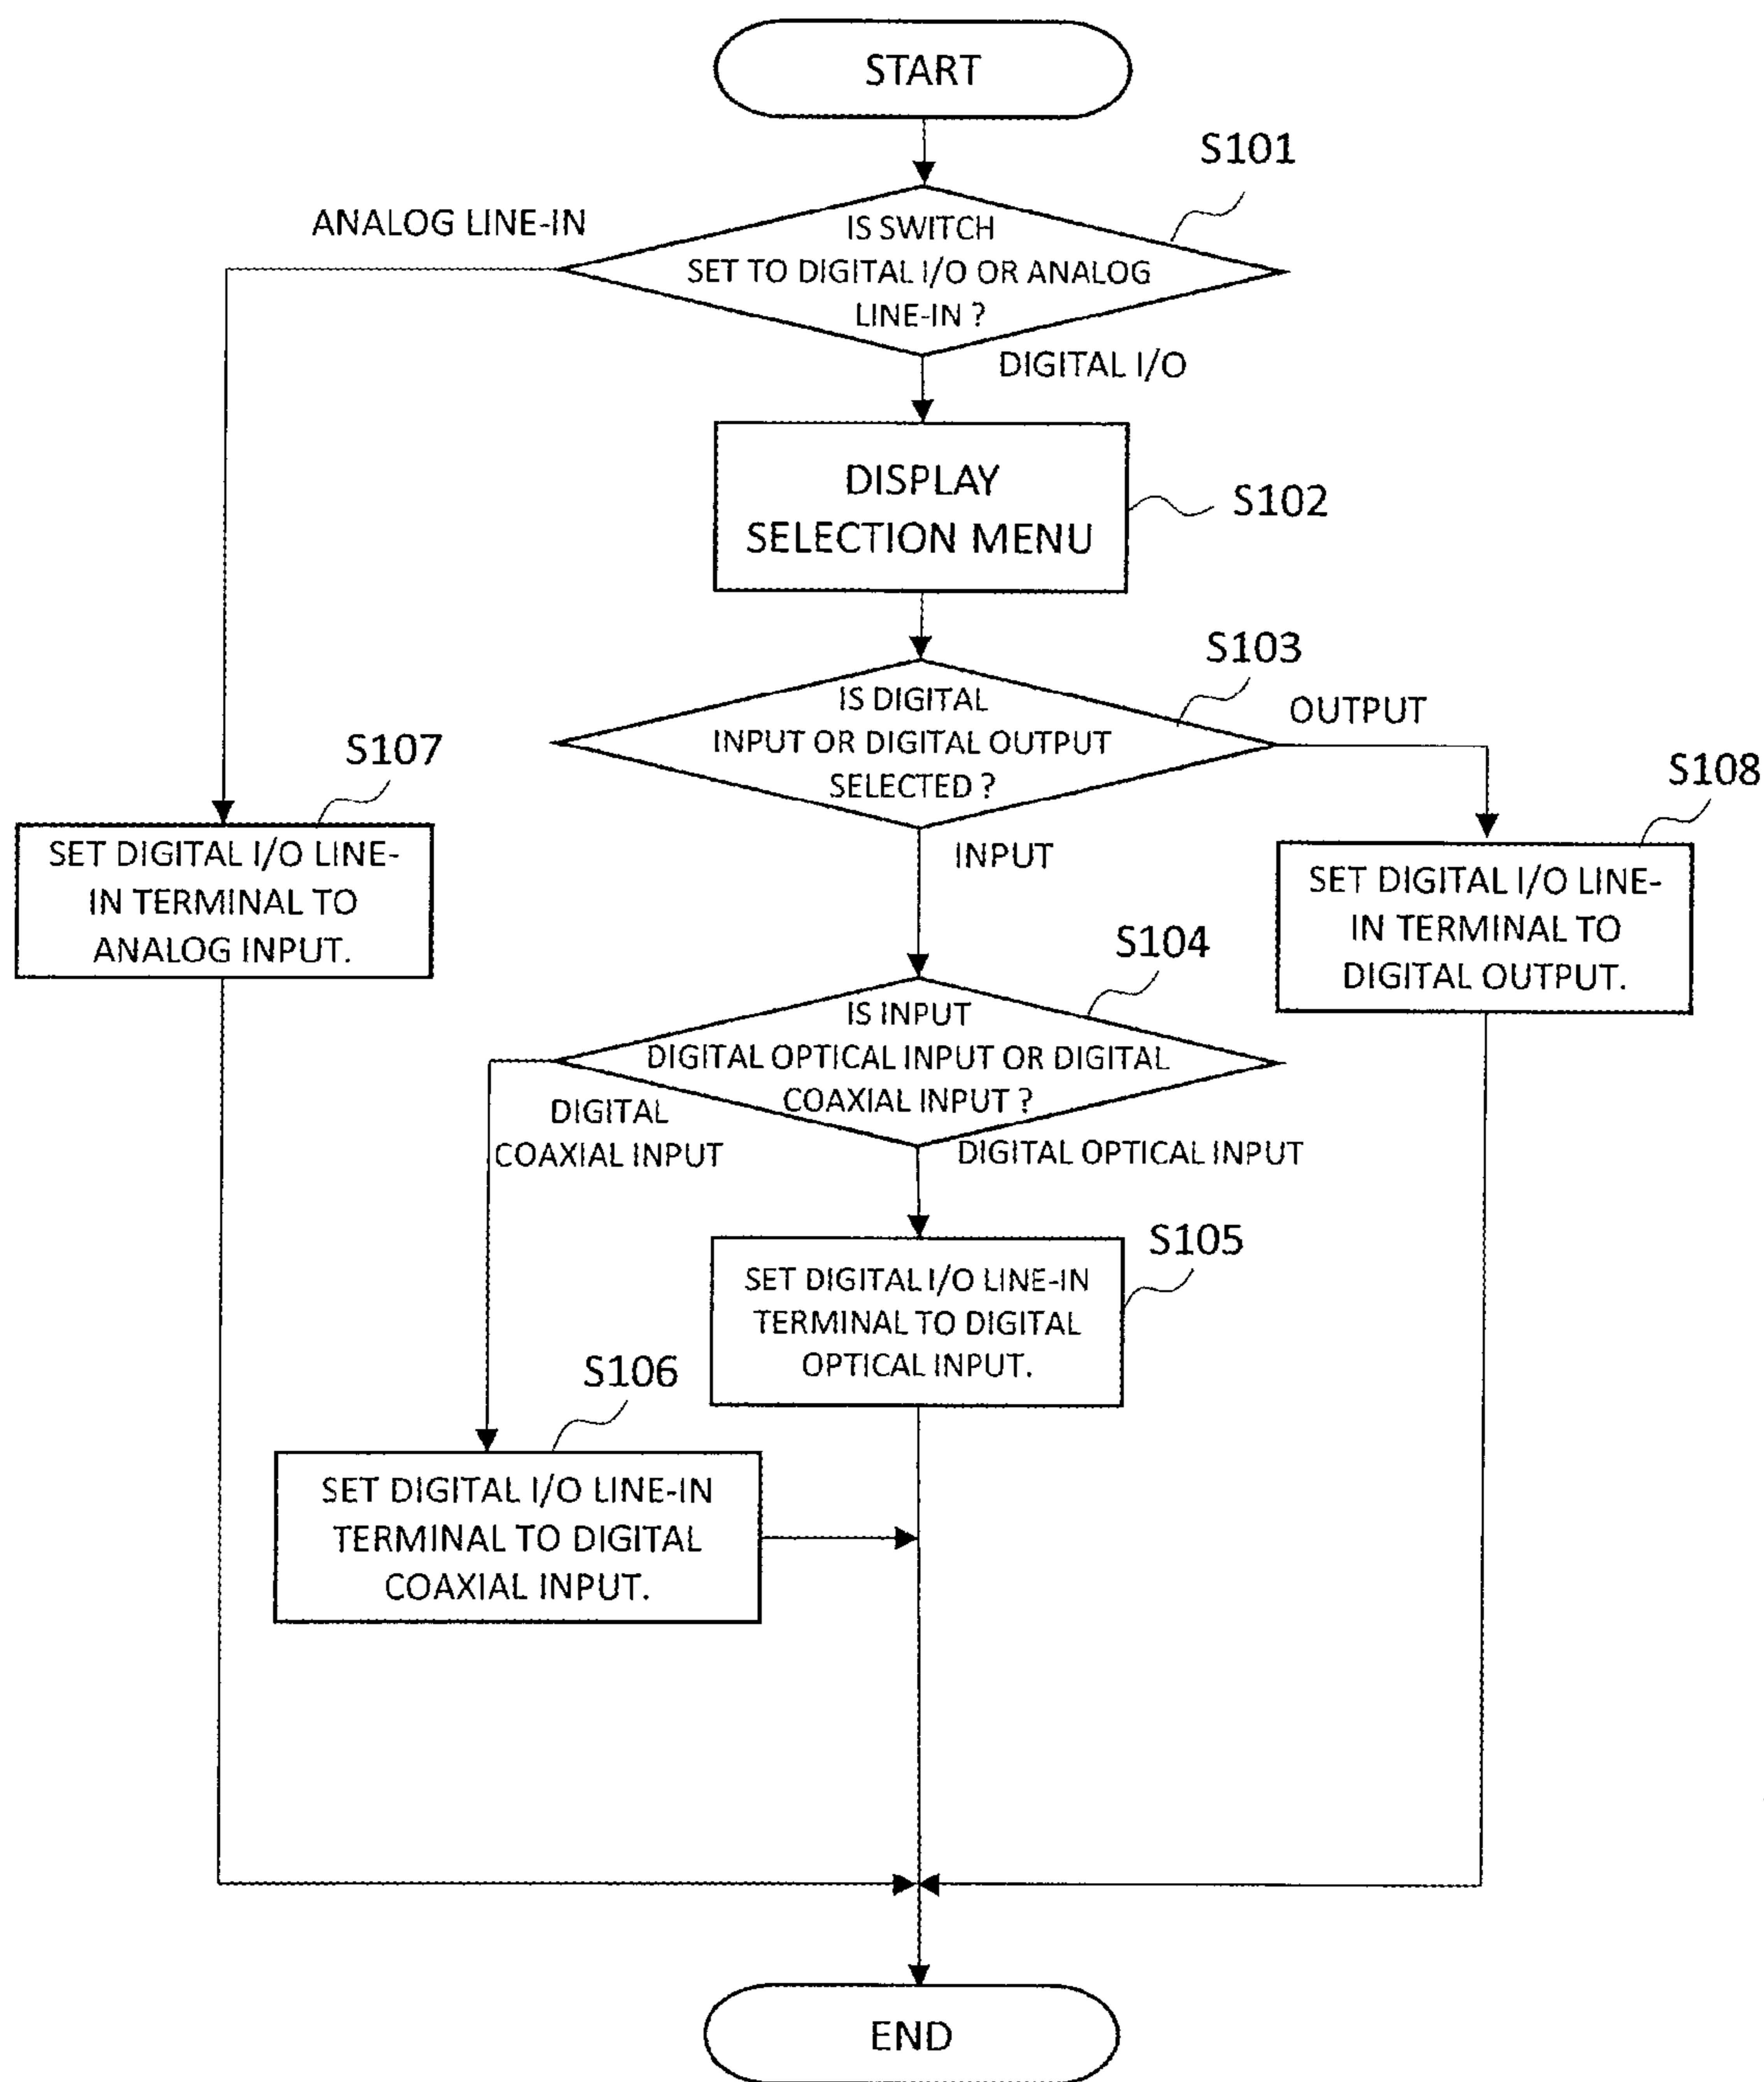 START
S101
ANALOG LINE-IN
IS SWITCH
SET TO DIGITAL I/O OR ANALOG
LINE-IN ?
DIGITAL I/O
DISPLAY
SELECTION MENU
S102
S103
IS DIGITAL
INPUT OR DIGITAL OUTPUT
SELECTED ?
OUTPUT
INPUT
S107
SET DIGITAL I/O LINE-
IN TERMINAL TO
ANALOG INPUT.
S108
SET DIGITAL I/O LINE-
IN TERMINAL TO
DIGITAL OUTPUT.
S104
IS INPUT
DIGITAL OPTICAL INPUT OR DIGITAL
COAXIAL INPUT ?
DIGITAL
COAXIAL INPUT
DIGITAL OPTICAL INPUT
S105
SET DIGITAL I/O LINE-IN
TERMINAL TO DIGITAL
OPTICAL INPUT.
S106
SET DIGITAL I/O LINE-IN
TERMINAL TO DIGITAL
COAXIAL INPUT.
END